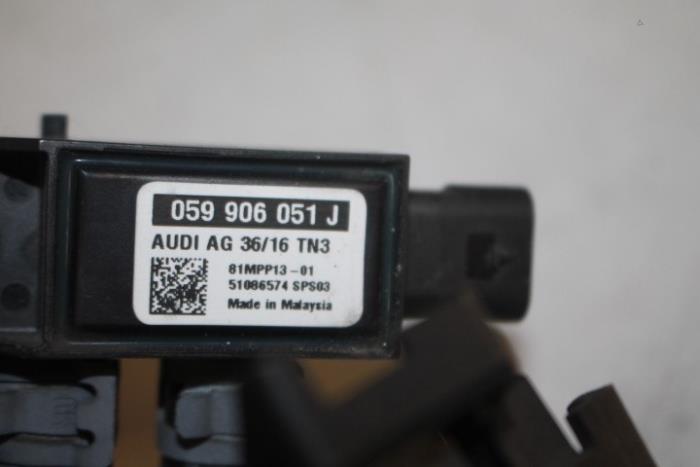 059 906 051 J
AUDI AG 36/16 TN3
81MPP13-01
51086574 SPS03
Made in Malaysia